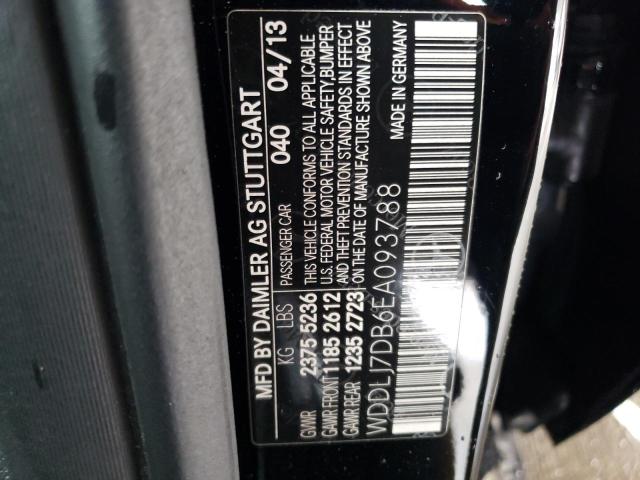 MFD BY DAIMLER AG STUTTGART
KG LBS PASSENGER CAR 040 04/13
GVWR 2375 5236 THIS VEHICLE CONFORMS TO ALL APPLICABLE
U.S. FEDERAL MOTOR VEHICLE SAFETY, BUMPER
GAWR FRONT 1185 2612 AND THEFT PREVENTION STANDARDS IN EFFECT
GAWR REAR 1235 2723 ON THE DATE OF MANUFACTURE SHOWN ABOVE
WDDLJ7DB6EA093788 MADE IN GERMANY